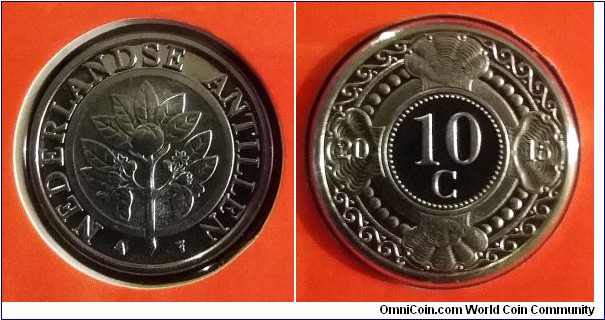 NEDERLANDSE ANTILLEN
10
C
20 15
OmniCoin.com World Coin Community